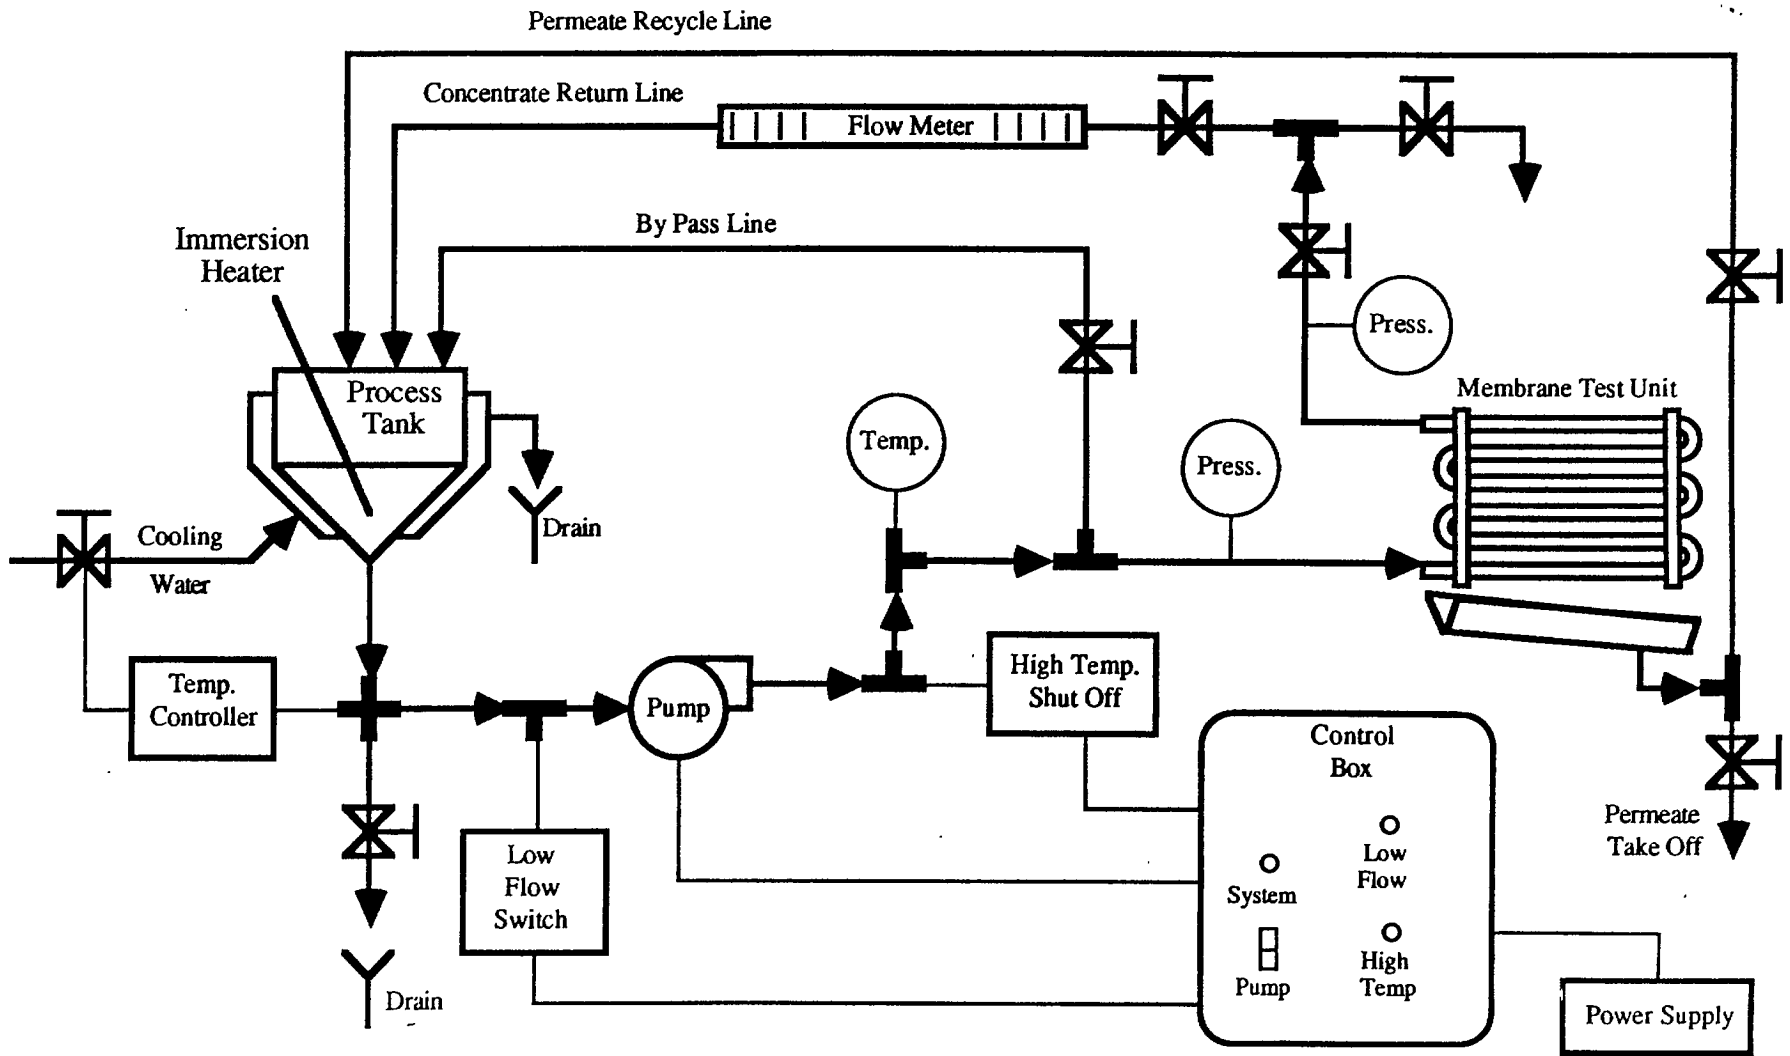 Permeate Recycle Line
Concentrate Return Line
Flow Meter
By Pass Line
Immersion
Heater
Press.
Process
Tank
Membrane Test Unit
Temp.
Press.
Drain
Cooling
Water
High Temp.
Shut Off
Temp.
Controller
Pump
Control
Box
Permeate
Take Off
Low
Flow
Switch
Low
Flow
System
High
Temp
Pump
Drain
Power Supply